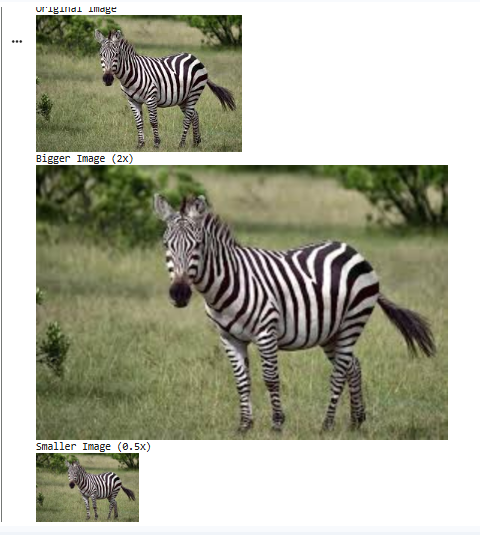 Original Image
Bigger Image (2x)
Smaller Image (0.5x)